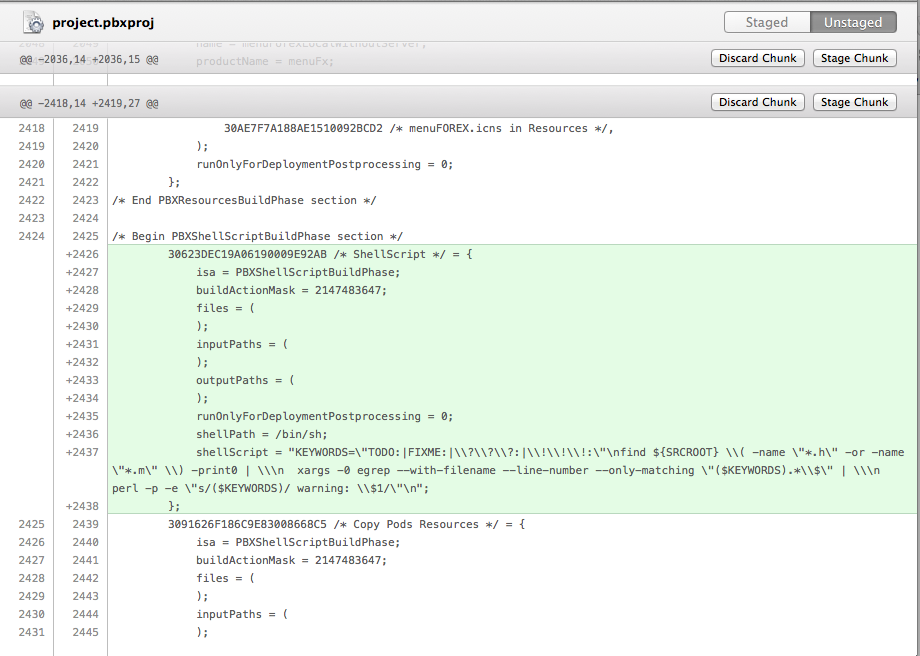 project.pbxproj
Staged
Unstaged
@@ -2036,14 +2036,15 @@
productName = menuFx;
Discard Chunk
Stage Chunk
@@ -2418,14 +2419,27 @@
Discard Chunk
Stage Chunk
2418 2419 30AE7F7A188AE1510092BCD2 /* menuFOREX.icns in Resources */,
2419 2420 );
2420 2421 runOnlyForDeploymentPostprocessing = 0;
2421 2422 };
2422 2423 /* End PBXResourcesBuildPhase section */
2423 2424
2424 2425 /* Begin PBXShellScriptBuildPhase section */
+2426 30623DEC19A06190009E92AB /* ShellScript */ = {
+2427 isa = PBXShellScriptBuildPhase;
+2428 buildActionMask = 2147483647;
+2429 files = (
+2430 );
+2431 inputPaths = (
+2432 );
+2433 outputPaths = (
+2434 );
+2435 runOnlyForDeploymentPostprocessing = 0;
+2436 shellPath = /bin/sh;
+2437 shellScript = "KEYWORDS=\"TODO:|FIXME:|\\?\\?\\?:|\\!\\!\\!:\"\nfind ${SRCROOT} \\( -name \"*.h\" -or -name
\"*.m\" \\) -print0 | \\\n  xargs -0 egrep --with-filename --line-number --only-matching \"($KEYWORDS).*\\$\" | \\\n
perl -p -e \"s/($KEYWORDS)/ warning: \\$1/\"\n";
+2438 };
2425 2439 3091626F186C9E83008668C5 /* Copy Pods Resources */ = {
2426 2440 isa = PBXShellScriptBuildPhase;
2427 2441 buildActionMask = 2147483647;
2428 2442 files = (
2429 2443 );
2430 2444 inputPaths = (
2431 2445 );